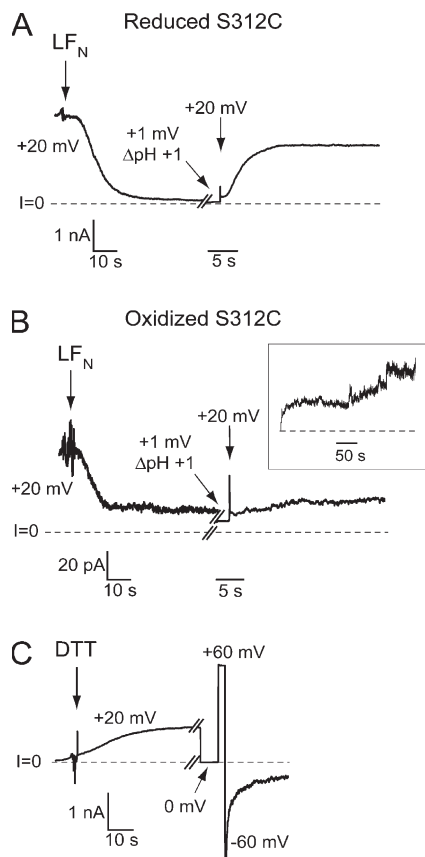 A
Reduced S312C
LF_N
+20 mV
+1 mV
ΔpH +1
+20 mV
I=0
1 nA
10 s
5 s
B
Oxidized S312C
LF_N
+20 mV
+20 mV
+1 mV
ΔpH +1
50 s
I=0
20 pA
10 s
5 s
C
DTT
+60 mV
+20 mV
I=0
0 mV
1 nA
10 s
-60 mV